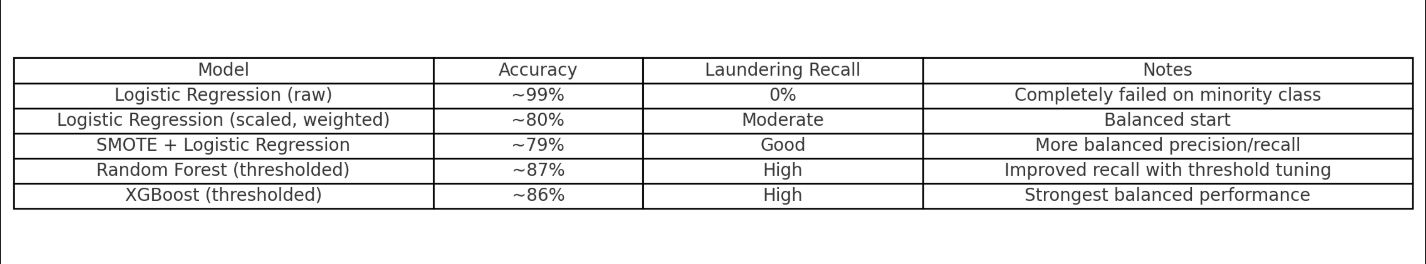 Model Accuracy Laundering Recall Notes
Logistic Regression (raw) ~99% 0% Completely failed on minority class
Logistic Regression (scaled, weighted) ~80% Moderate Balanced start
SMOTE + Logistic Regression ~79% Good More balanced precision/recall
Random Forest (thresholded) ~87% High Improved recall with threshold tuning
XGBoost (thresholded) ~86% High Strongest balanced performance